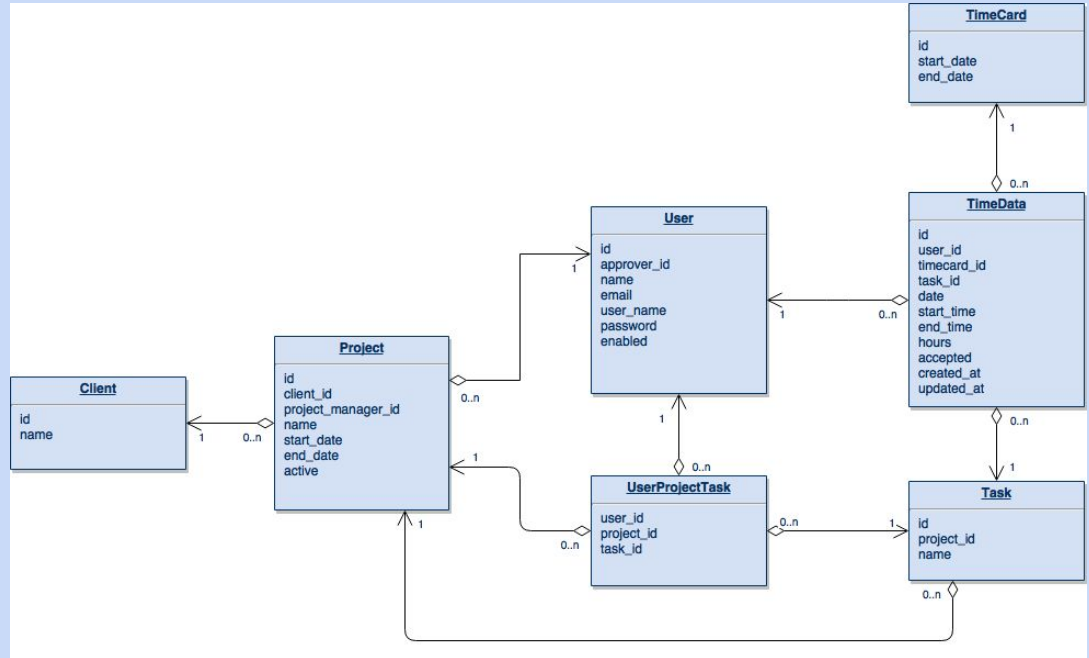 TimeCard
id
start_date
end_date
1
0..n
TimeData
id
user_id
timecard_id
task_id
date
start_time
end_time
hours
accepted
created_at
updated_at
User
id
approver_id
name
email
user_name
password
enabled
1
1
0..n
Project
id
client_id
project_manager_id
name
start_date
end_date
active
0..n
Client
id
name
1
0..n
1
0..n
1
0..n
UserProjectTask
user_id
project_id
task_id
0..n
1
0..n
1
Task
id
project_id
name
0..n
1